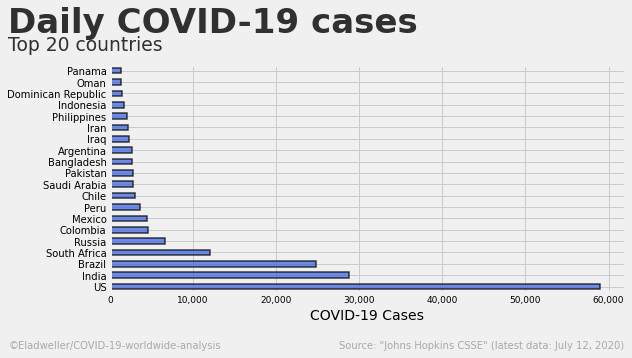 Daily COVID-19 cases
Top 20 countries
Panama
Oman
Dominican Republic
Indonesia
Philippines
Iran
Iraq
Argentina
Bangladesh
Pakistan
Saudi Arabia
Chile
Peru
Mexico
Colombia
Russia
South Africa
Brazil
India
US
0 10,000 20,000 30,000 40,000 50,000 60,000
COVID-19 Cases
©Eladweller/COVID-19-worldwide-analysis Source: "Johns Hopkins CSSE" (latest data: July 12, 2020)